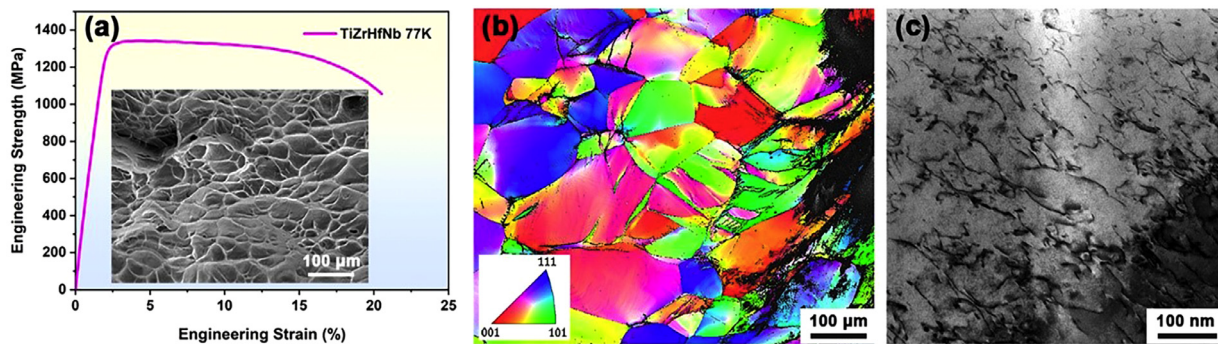 (a)
TiZrHfNb 77K
1400
1200
1000
800
600
400
200
0
0
5
10
15
20
25
Engineering Strength (MPa)
Engineering Strain (%)
100 µm
(b)
111
001
101
100 µm
(c)
100 nm